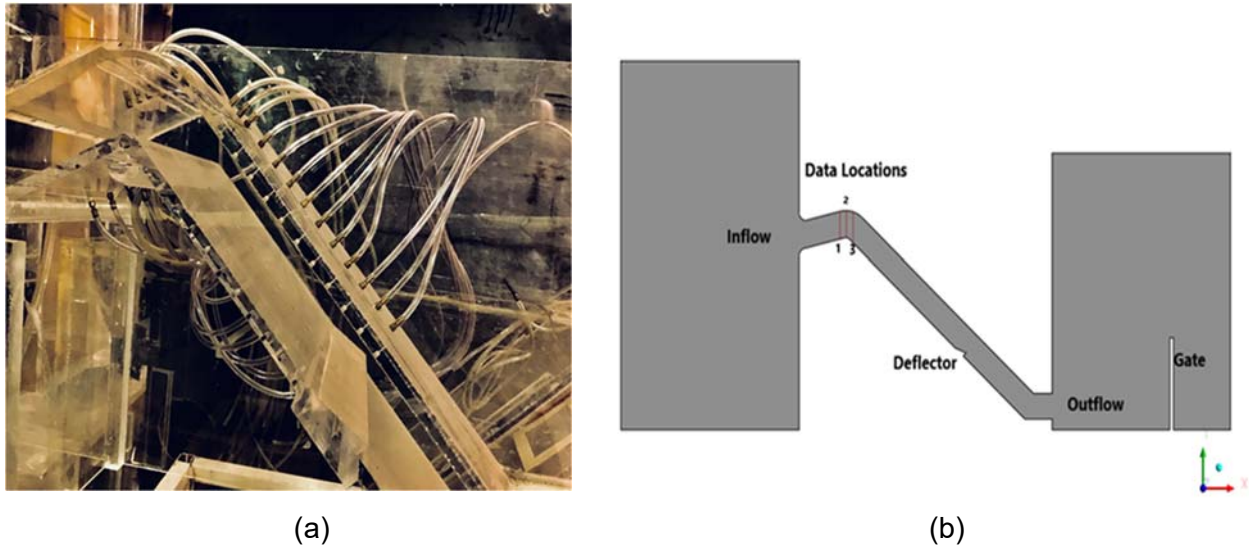 Data Locations
2
Inflow
1 3
Deflector
Gate
Outflow
X
(a)
(b)